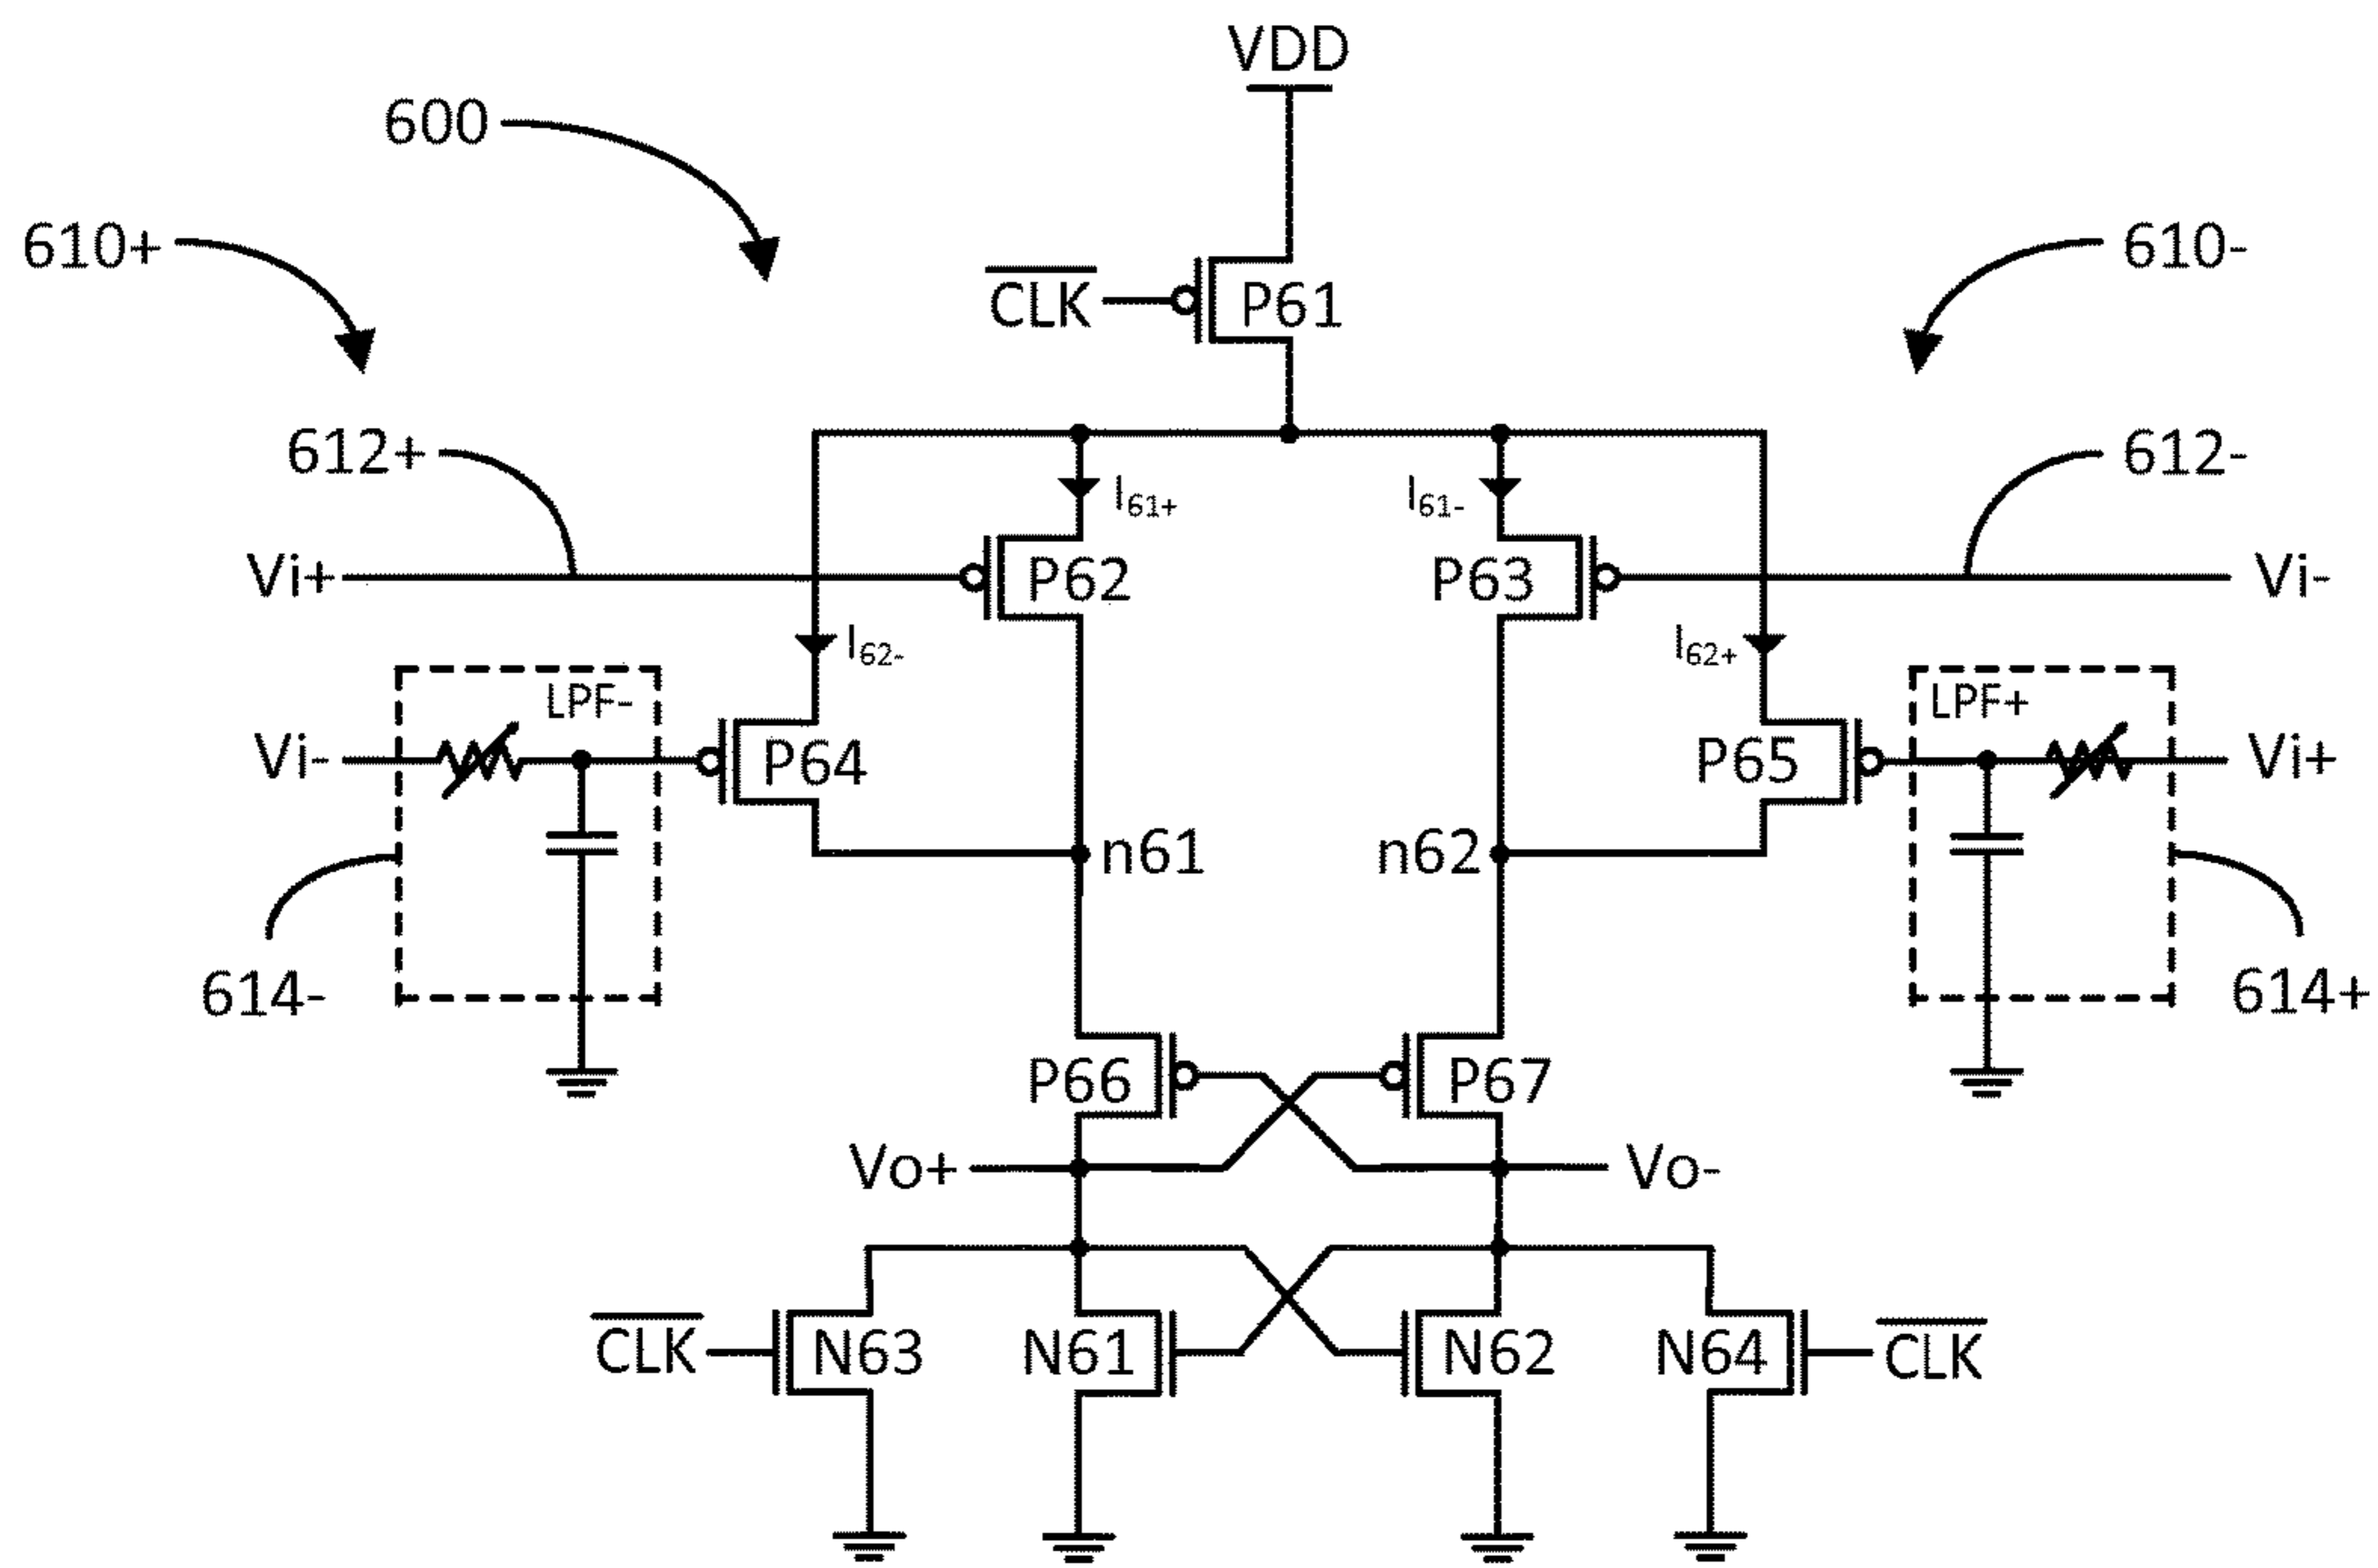 VDD
600
610+
610-
CLK
P61
612+
612-
I61+
I61-
Vi+
P62
P63
Vi-
I62-
I62+
LPF-
LPF+
Vi-
P64
P65
Vi+
n61
n62
614-
614+
P66
P67
Vo+
Vo-
CLK
N63
N61
N62
N64
CLK